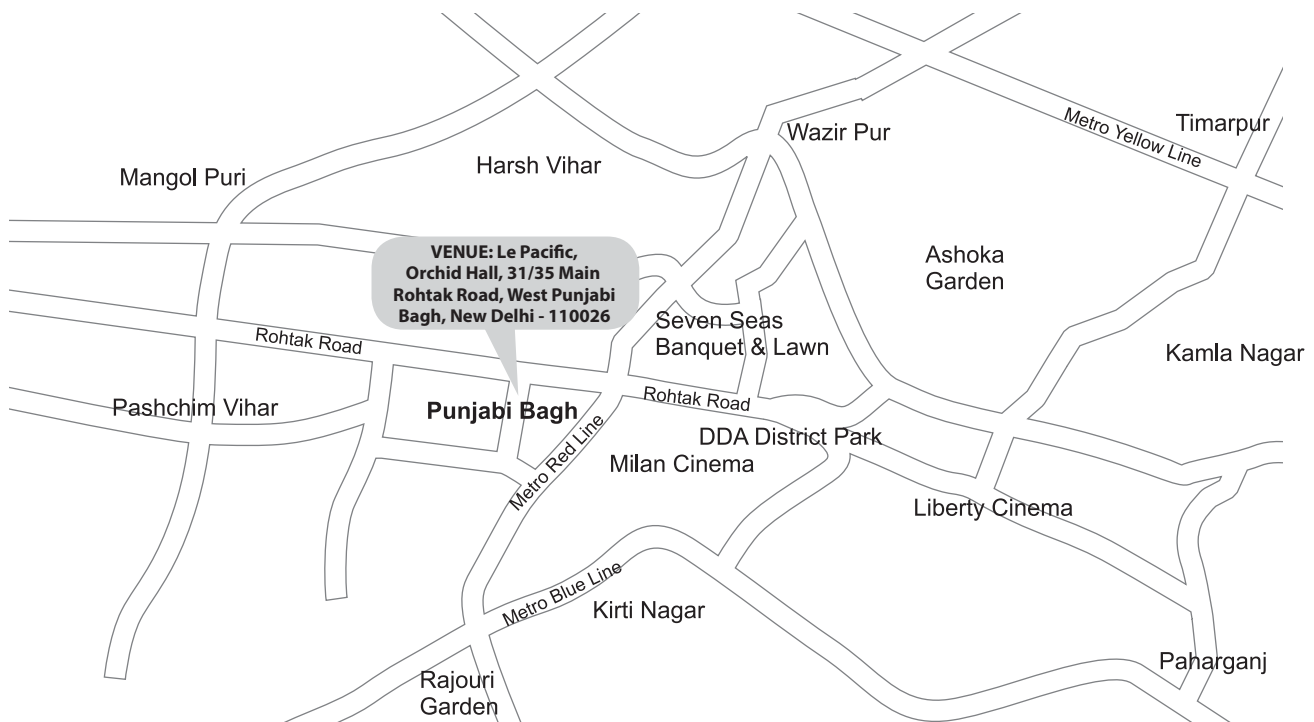 Metro Yellow Line
Timarpur
Wazir Pur
Harsh Vihar
Mangol Puri
VENUE: Le Pacific,
Orchid Hall, 31/35 Main
Rohtak Road, West Punjabi
Bagh, New Delhi - 110026
Ashoka
Garden
Seven Seas
Banquet & Lawn
Rohtak Road
Kamla Nagar
Rohtak Road
Pashchim Vihar
Punjabi Bagh
DDA District Park
Milan Cinema
Metro Red Line
Liberty Cinema
Metro Blue Line
Kirti Nagar
Paharganj
Rajouri
Garden